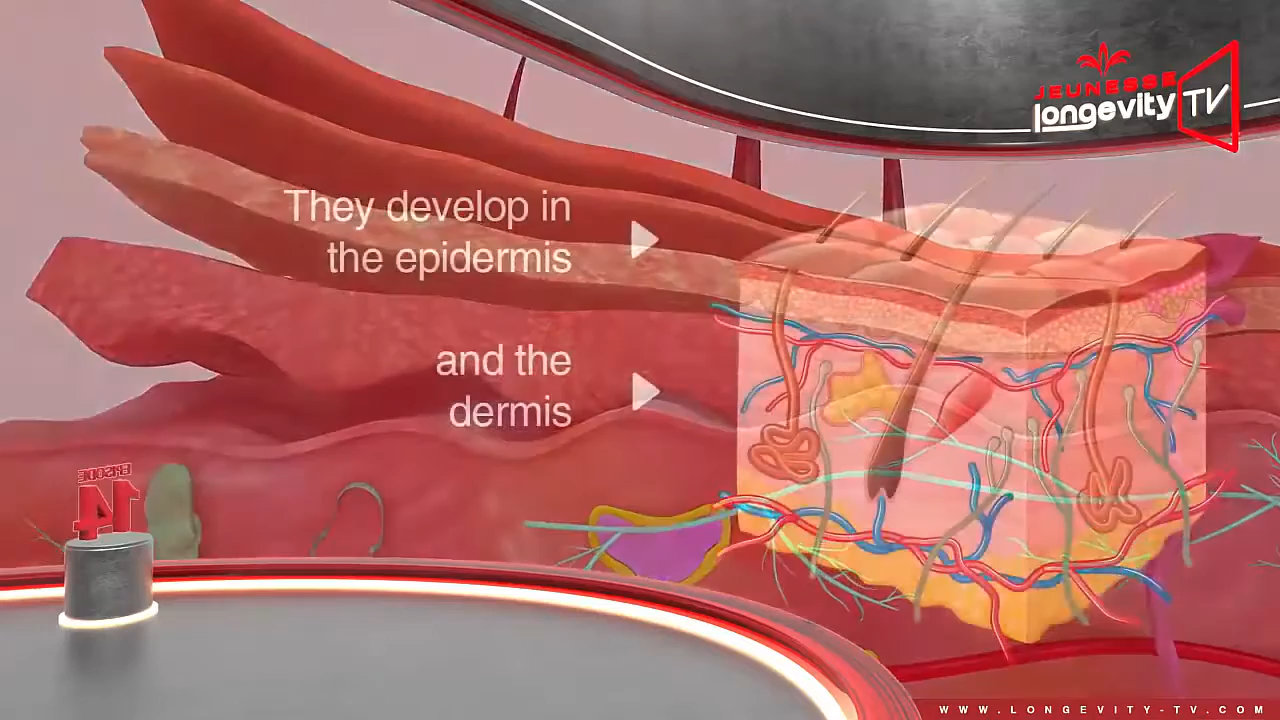 JEUNESSE
longevity TV
They develop in
the epidermis
and the
dermis
EPISODE
14
WWW.LONGEVITY-TV.COM